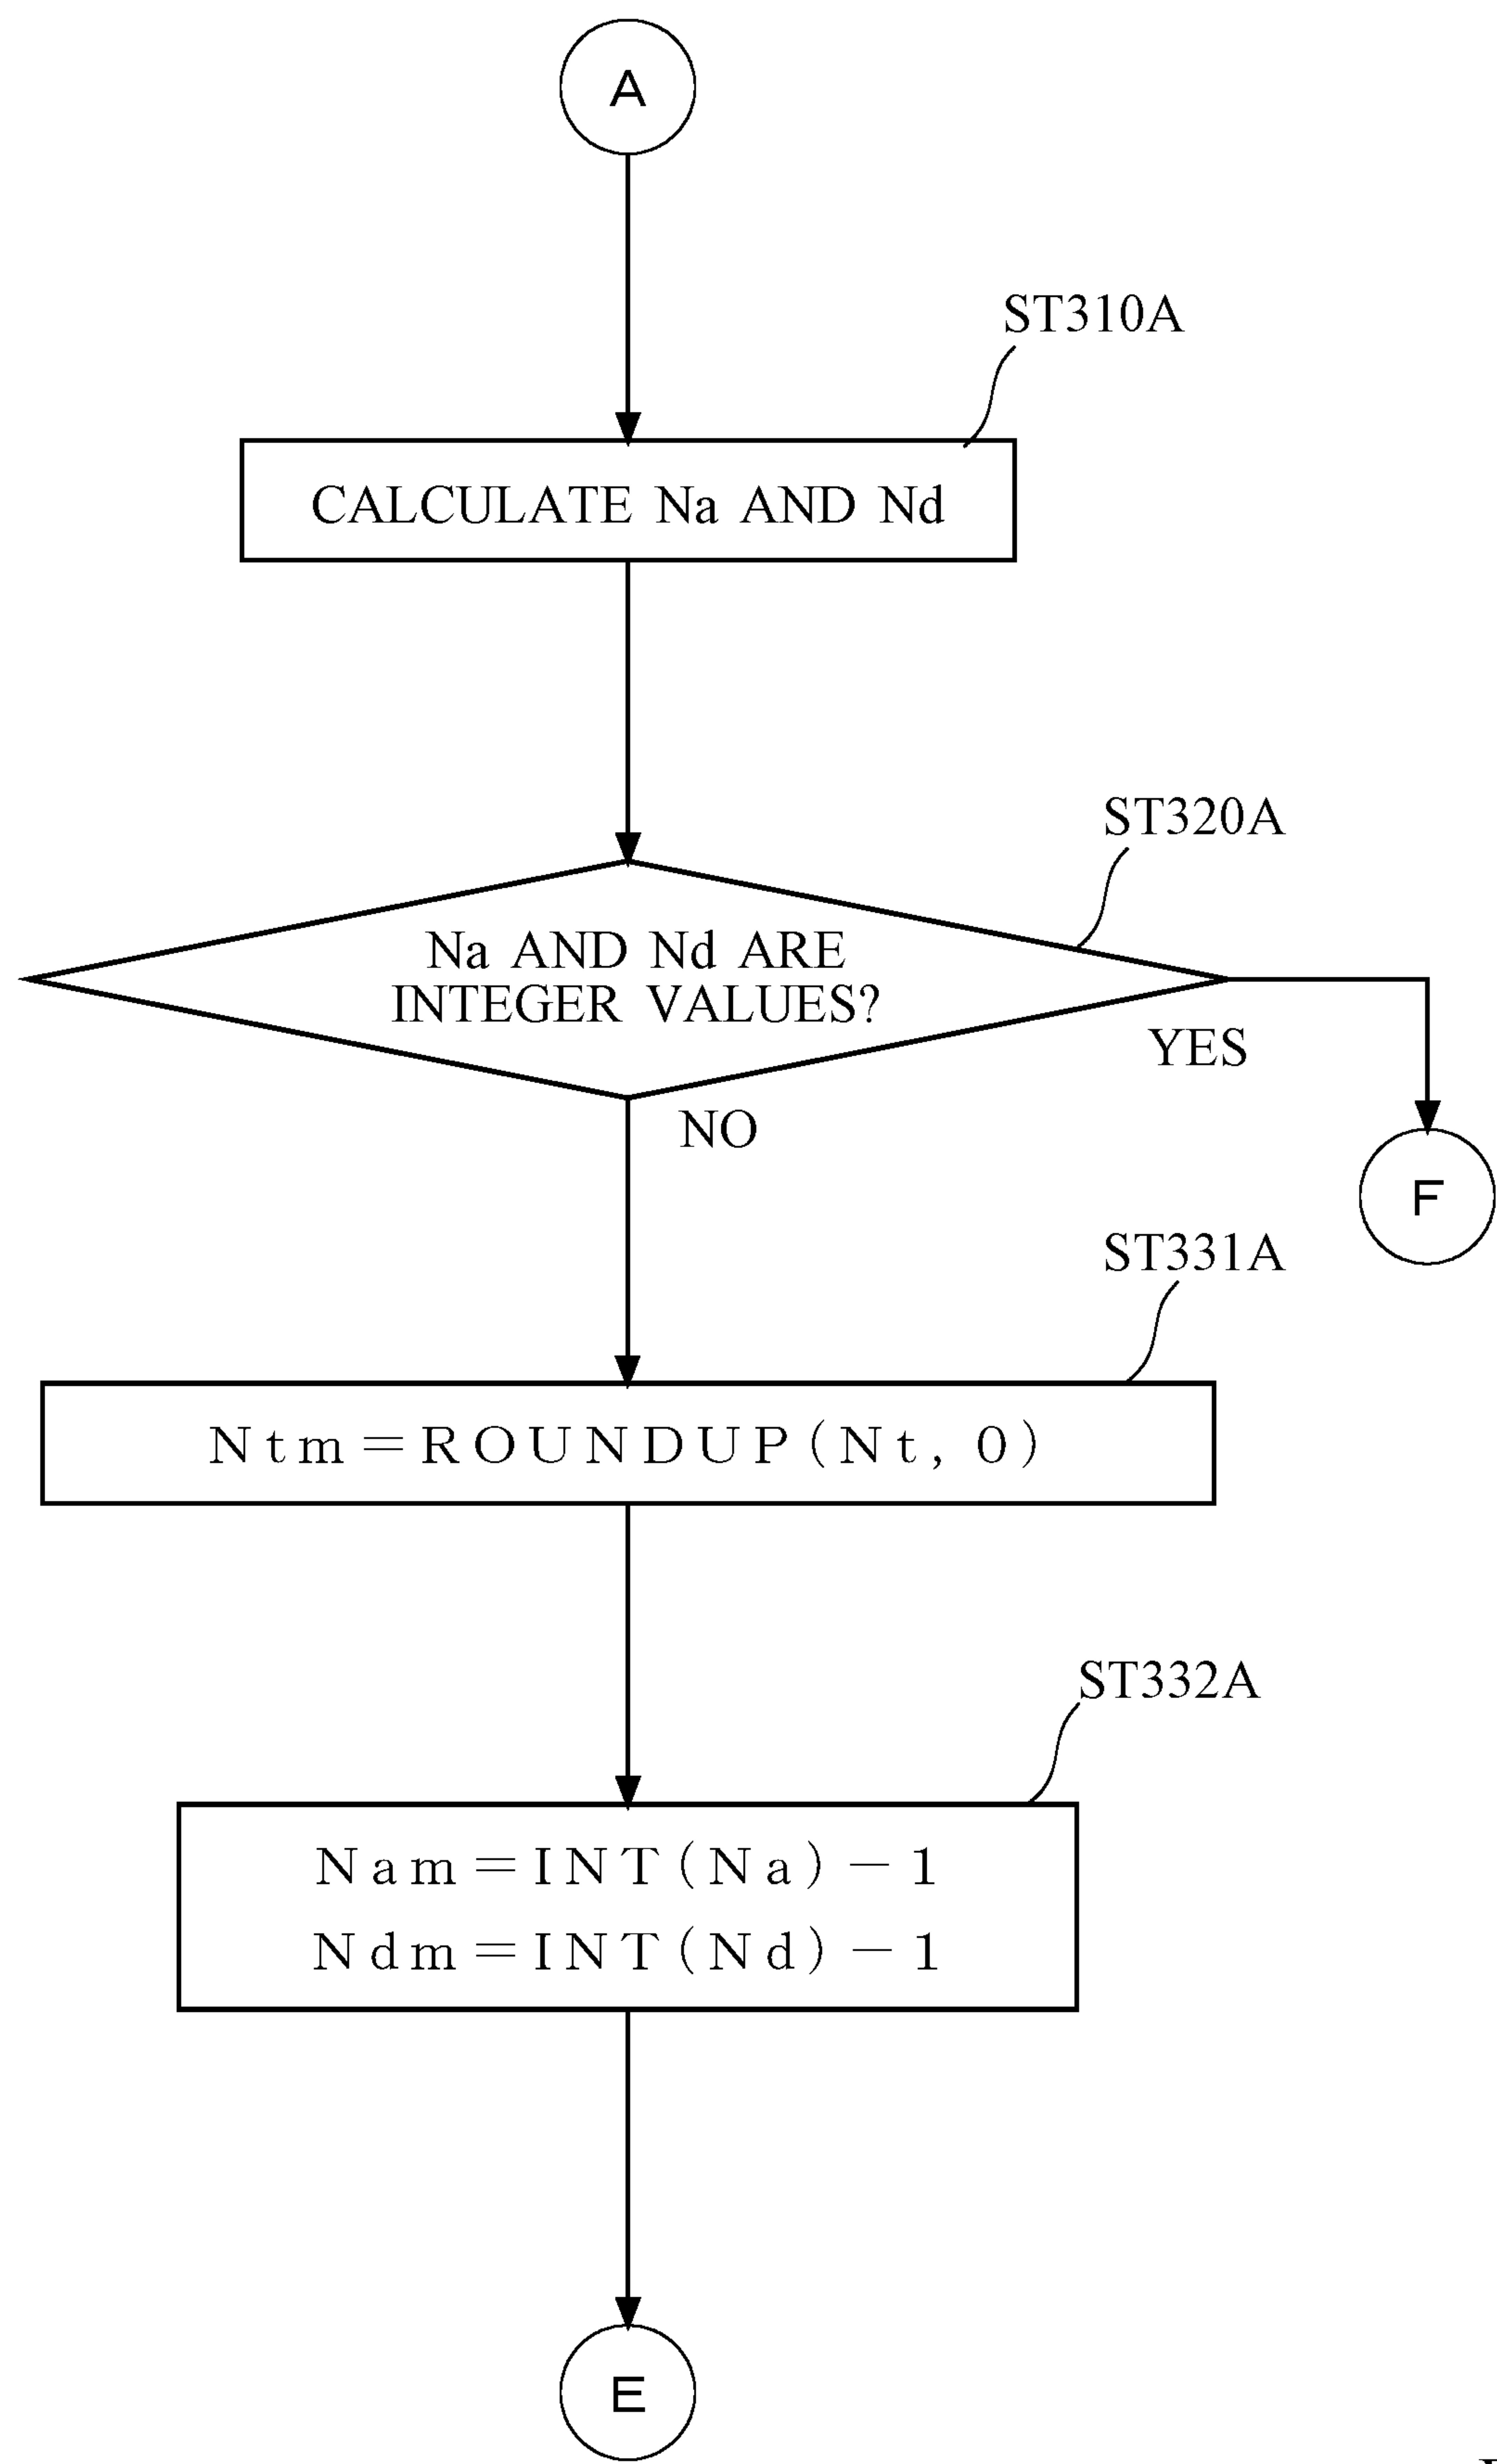 A
ST310A
CALCULATE Na AND Nd
ST320A
Na AND Nd ARE
INTEGER VALUES?
YES
NO
F
ST331A
Ntm=ROUNDUP(Nt, 0)
ST332A
Nam=INT(Na)-1
Ndm=INT(Nd)-1
E